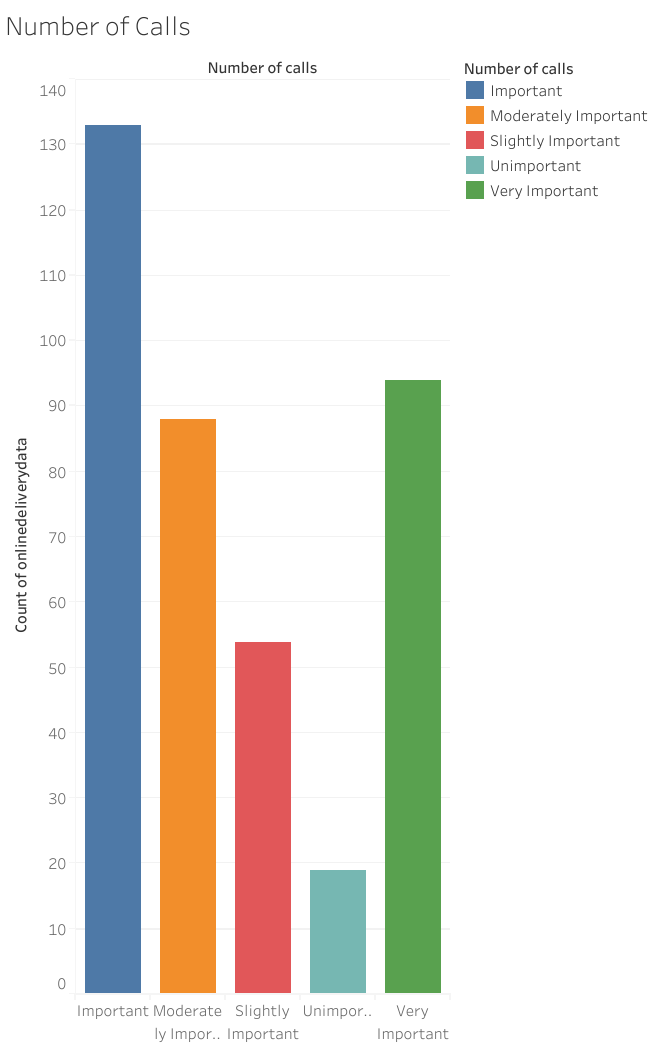 Number of Calls
Number of calls
Number of calls
Important
Moderately Important
Slightly Important
Unimportant
Very Important
140
130
120
110
100
90
80
70
60
50
40
30
20
10
0
Count of onlinedeliverydata
Important
Moderate
ly Impor..
Slightly
Important
Unimpor..
Very
Important